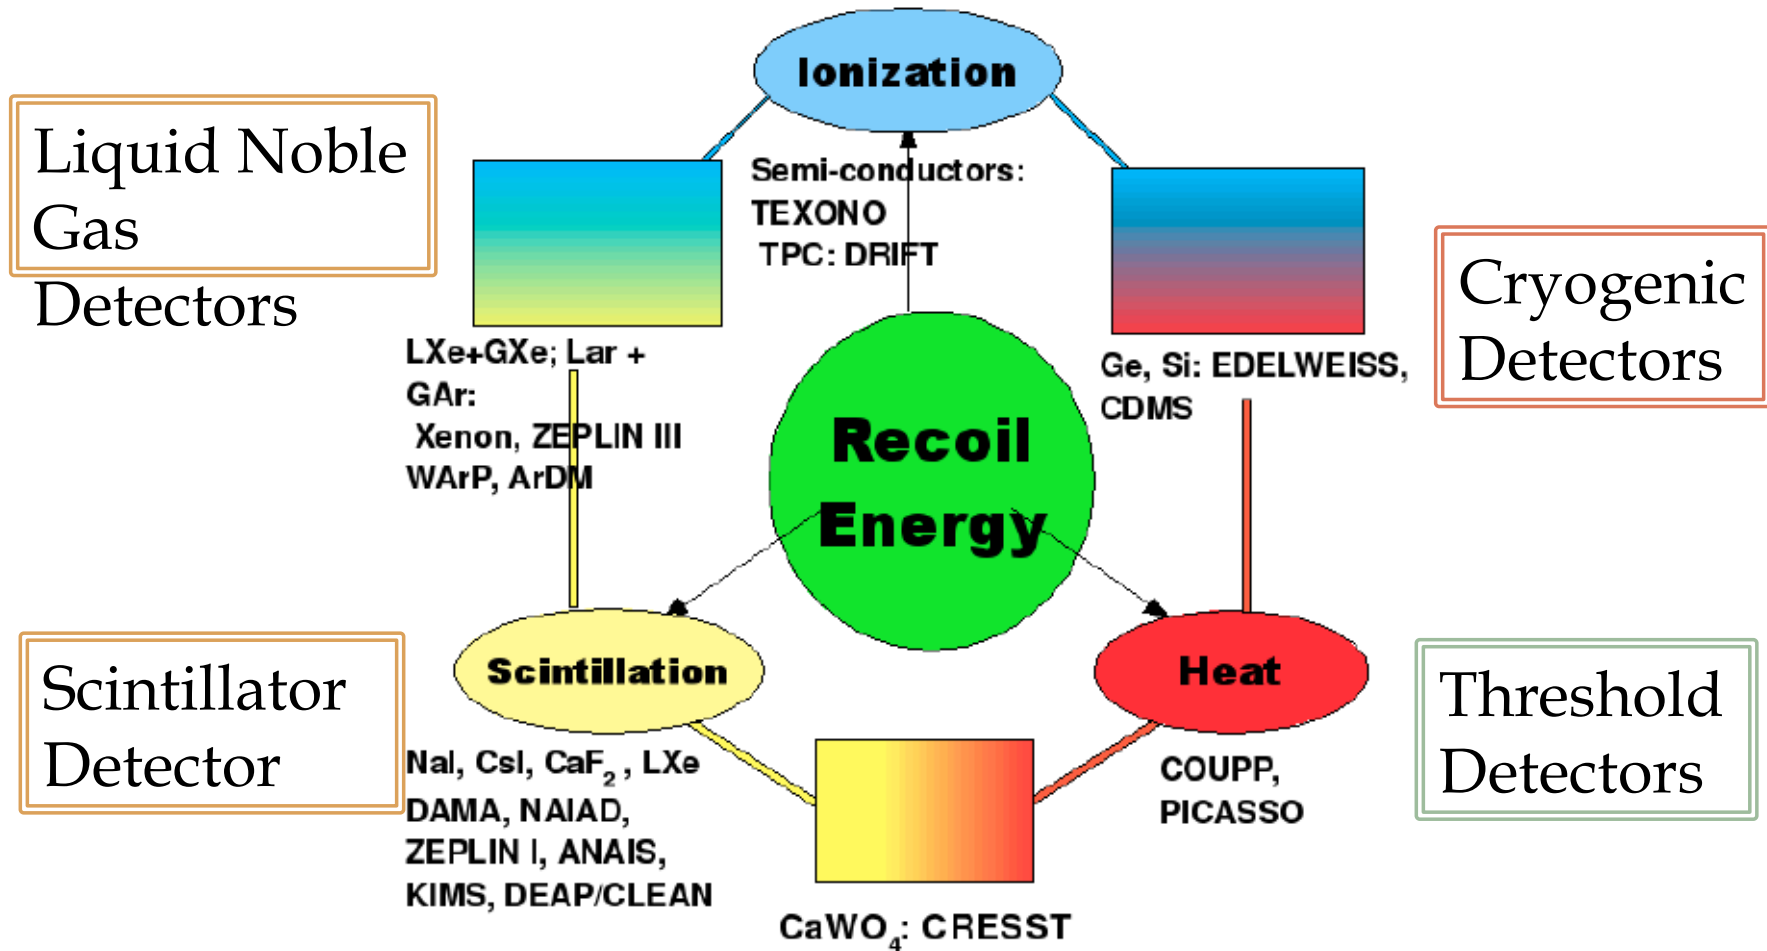 Ionization
Liquid Noble
Gas
Detectors
Semi-conductors:
TEXONO
TPC: DRIFT
Cryogenic
Detectors
LXe+GXe; Lar +
GAr:
Xenon, ZEPLIN III
WArP, ArDM
Ge, Si: EDELWEISS,
CDMS
Recoil
Energy
Scintillator
Detector
Scintillation
Heat
Threshold
Detectors
NaI, CsI, CaF₂ , LXe
DAMA, NAIAD,
ZEPLIN I, ANAIS,
KIMS, DEAP/CLEAN
COUPP,
PICASSO
CaWO₄: CRESST